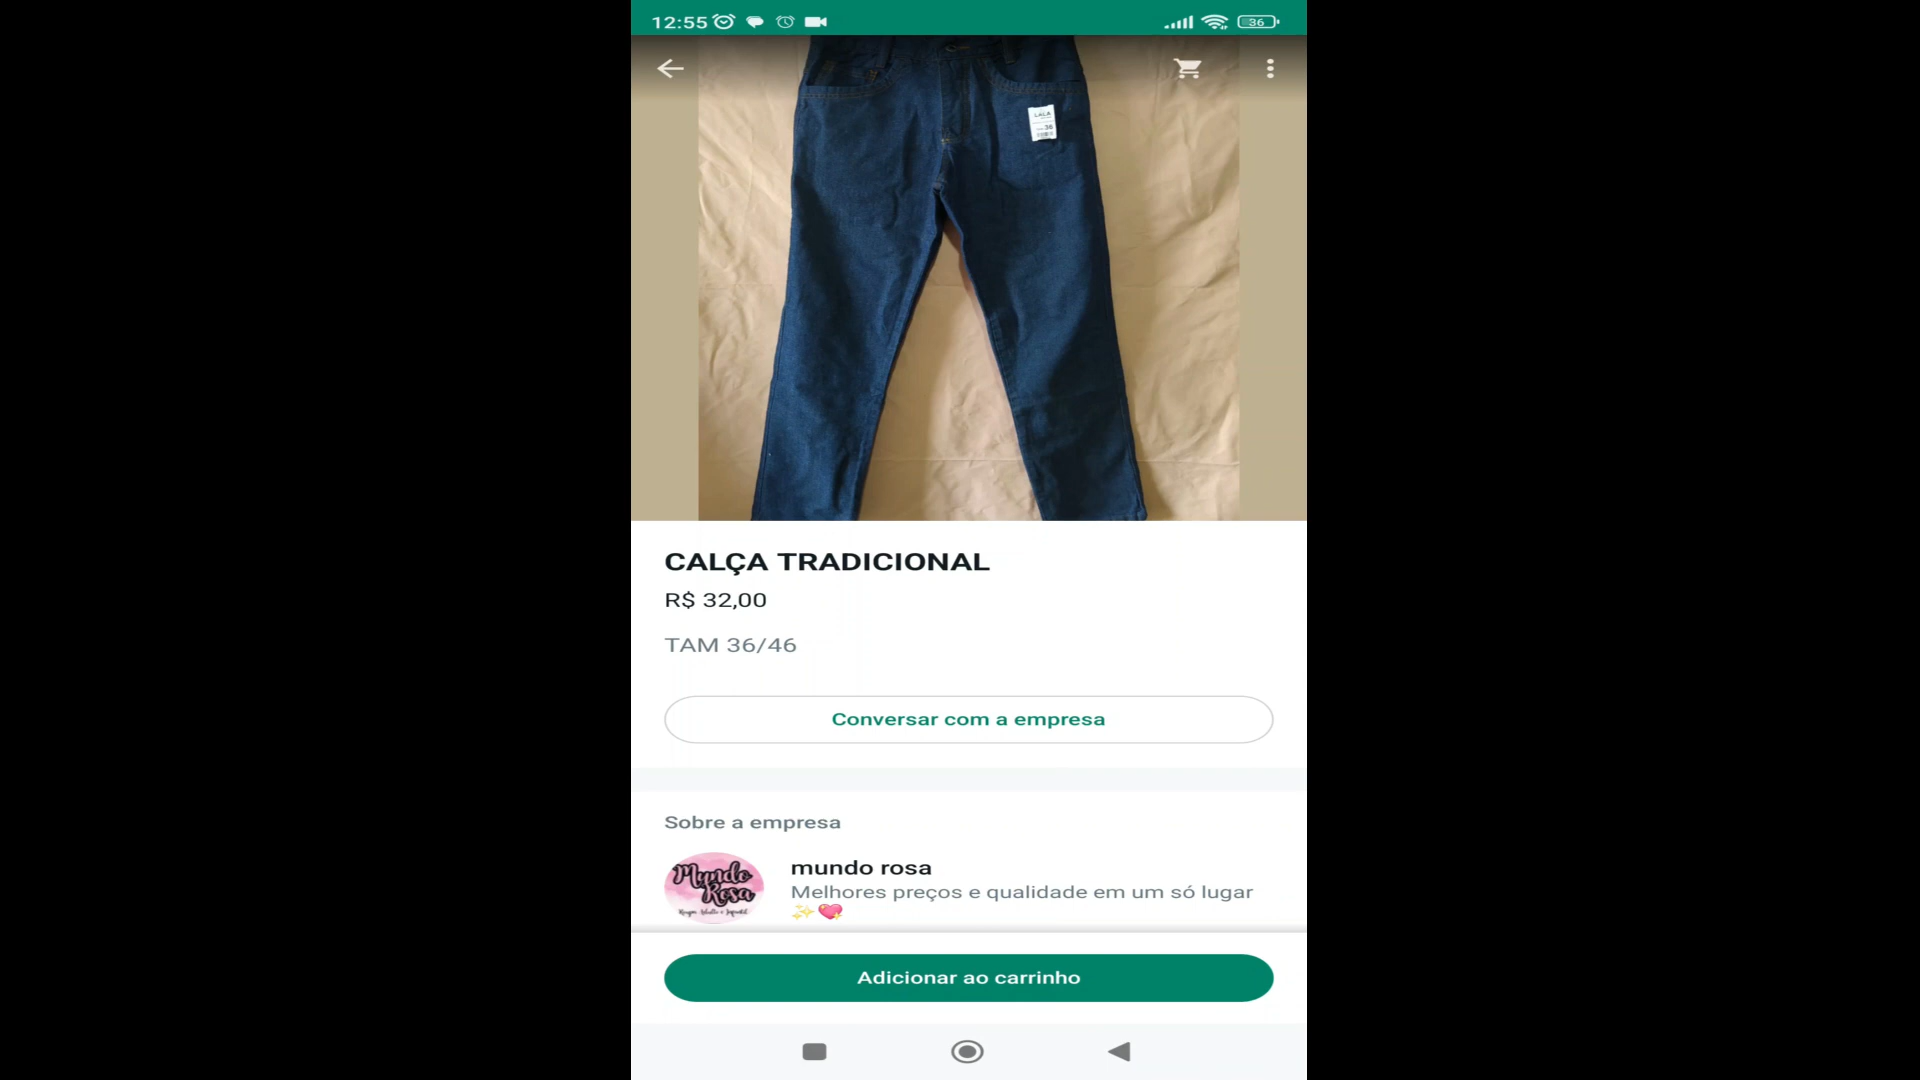 12:55
36
36
CALÇA TRADICIONAL
R$ 32,00
TAM 36/46
Conversar com a empresa
Sobre a empresa
Mundo
Rosa
mundo rosa
Melhores preços e qualidade em um só lugar
✨💖
Adicionar ao carrinho